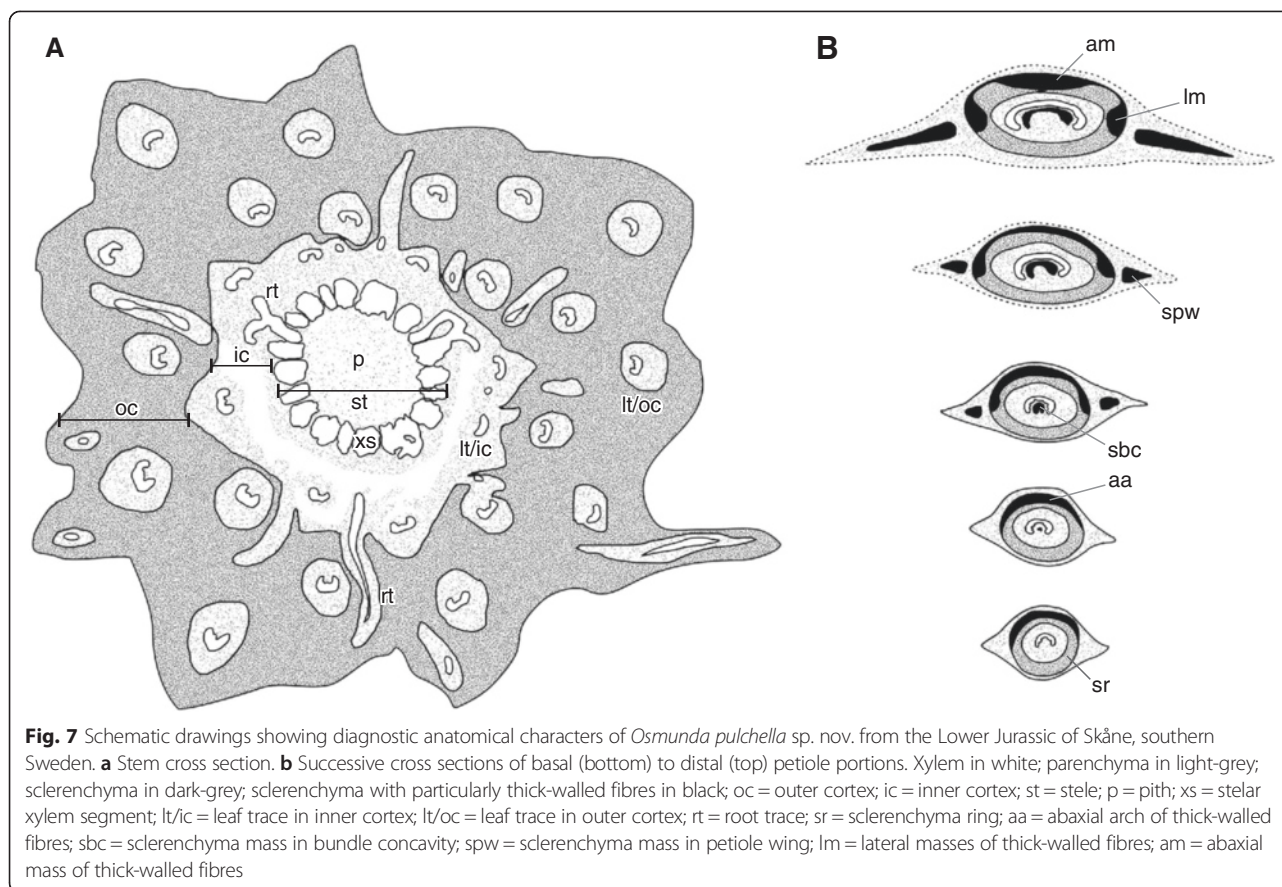 A
B
am
lm
rt
p
ic
st
spw
oc
lt/oc
xs
lt/ic
sbc
aa
rt
sr
Fig. 7 Schematic drawings showing diagnostic anatomical characters of Osmunda pulchella sp. nov. from the Lower Jurassic of Skåne, southern
Sweden. a Stem cross section. b Successive cross sections of basal (bottom) to distal (top) petiole portions. Xylem in white; parenchyma in light-grey;
sclerenchyma in dark-grey; sclerenchyma with particularly thick-walled fibres in black; oc = outer cortex; ic = inner cortex; st = stele; p = pith; xs = stelar
xylem segment; lt/ic = leaf trace in inner cortex; lt/oc = leaf trace in outer cortex; rt = root trace; sr = sclerenchyma ring; aa = abaxial arch of thick-walled
fibres; sbc = sclerenchyma mass in bundle concavity; spw = sclerenchyma mass in petiole wing; lm = lateral masses of thick-walled fibres; am = abaxial
mass of thick-walled fibres